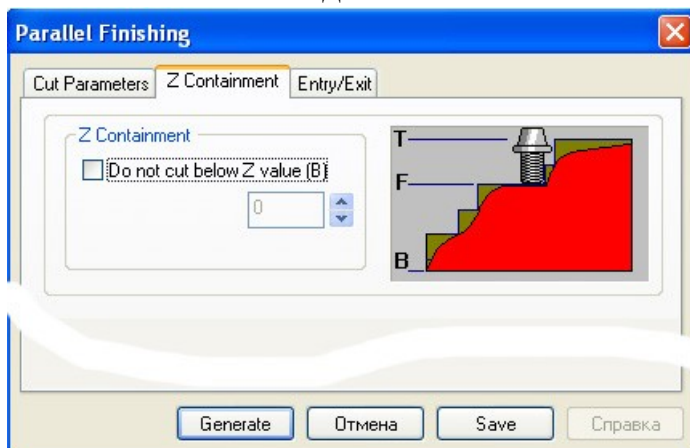 Parallel Finishing
Cut Parameters Z Containment Entry/Exit
Z Containment
Do not cut below Z value (B)
0
T
F
B
Generate Отмена Save Справка